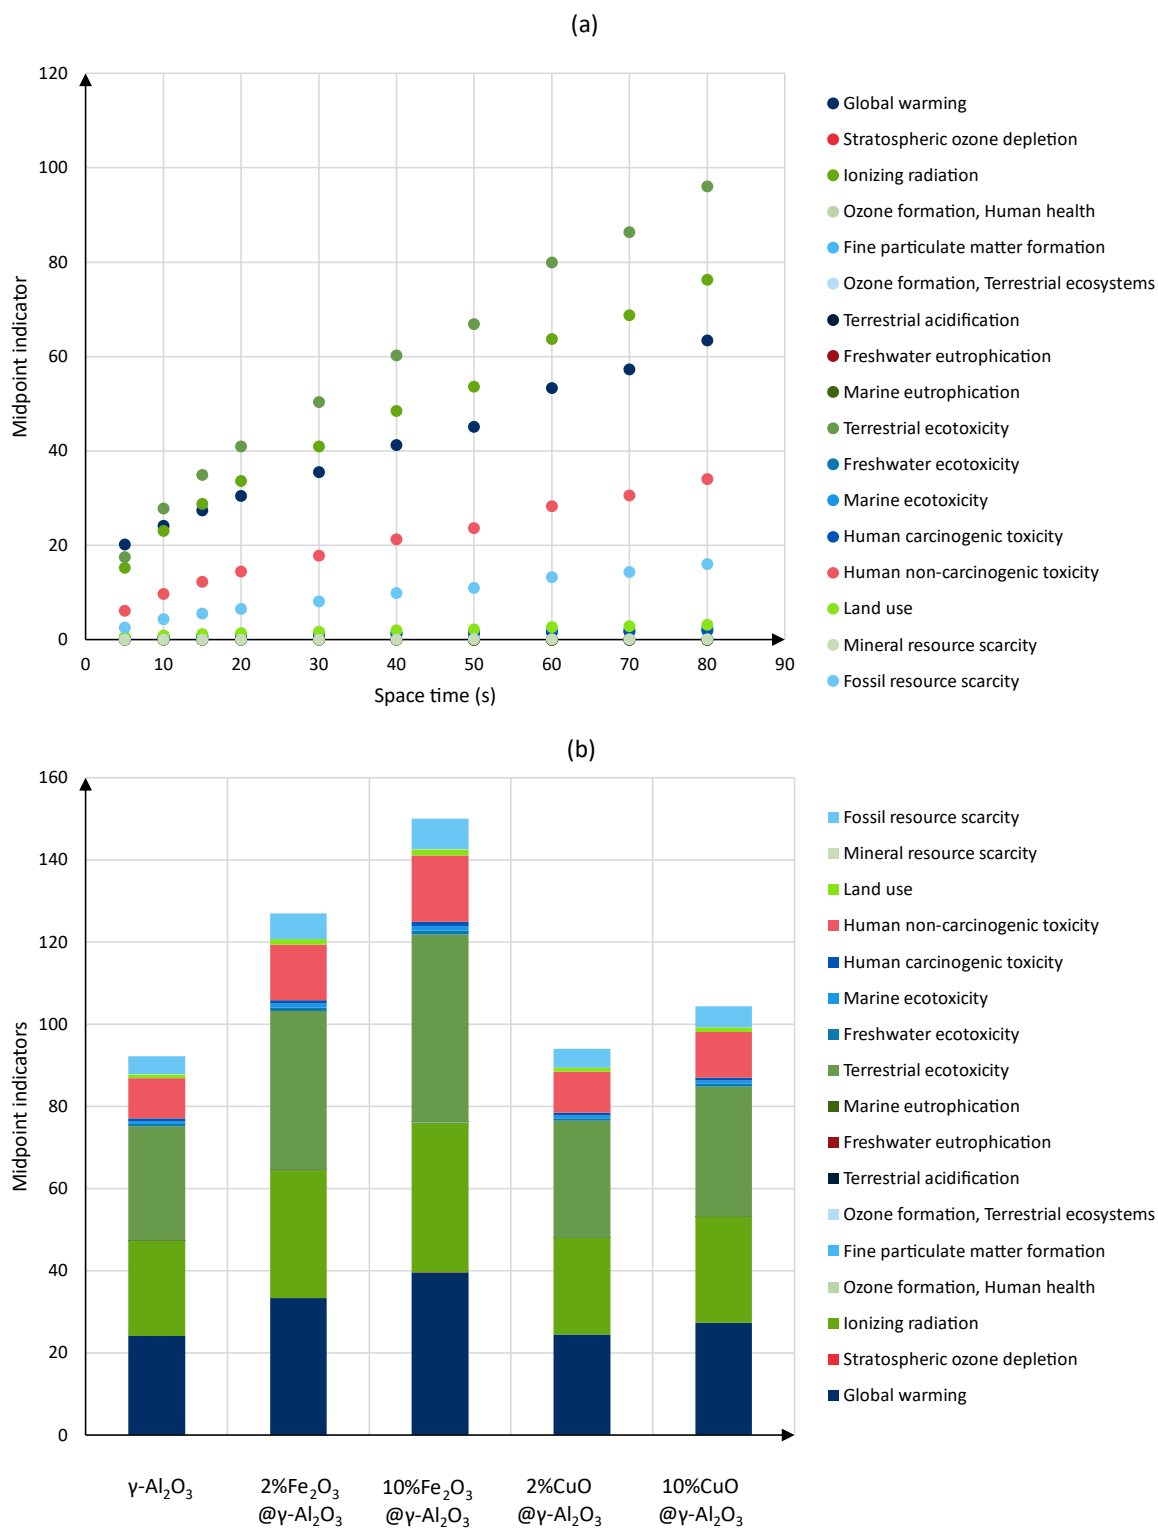 (a)
120
100
80
60
40
20
0
Midpoint indicator
0 10 20 30 40 50 60 70 80 90
Space time (s)
Global warming
Stratospheric ozone depletion
Ionizing radiation
Ozone formation, Human health
Fine particulate matter formation
Ozone formation, Terrestrial ecosystems
Terrestrial acidification
Freshwater eutrophication
Marine eutrophication
Terrestrial ecotoxicity
Freshwater ecotoxicity
Marine ecotoxicity
Human carcinogenic toxicity
Human non-carcinogenic toxicity
Land use
Mineral resource scarcity
Fossil resource scarcity
(b)
160
140
120
100
80
60
40
20
0
Midpoint indicators
γ-Al₂O₃
2%Fe₂O₃
@γ-Al₂O₃
10%Fe₂O₃
@γ-Al₂O₃
2%CuO
@γ-Al₂O₃
10%CuO
@γ-Al₂O₃
Fossil resource scarcity
Mineral resource scarcity
Land use
Human non-carcinogenic toxicity
Human carcinogenic toxicity
Marine ecotoxicity
Freshwater ecotoxicity
Terrestrial ecotoxicity
Marine eutrophication
Freshwater eutrophication
Terrestrial acidification
Ozone formation, Terrestrial ecosystems
Fine particulate matter formation
Ozone formation, Human health
Ionizing radiation
Stratospheric ozone depletion
Global warming